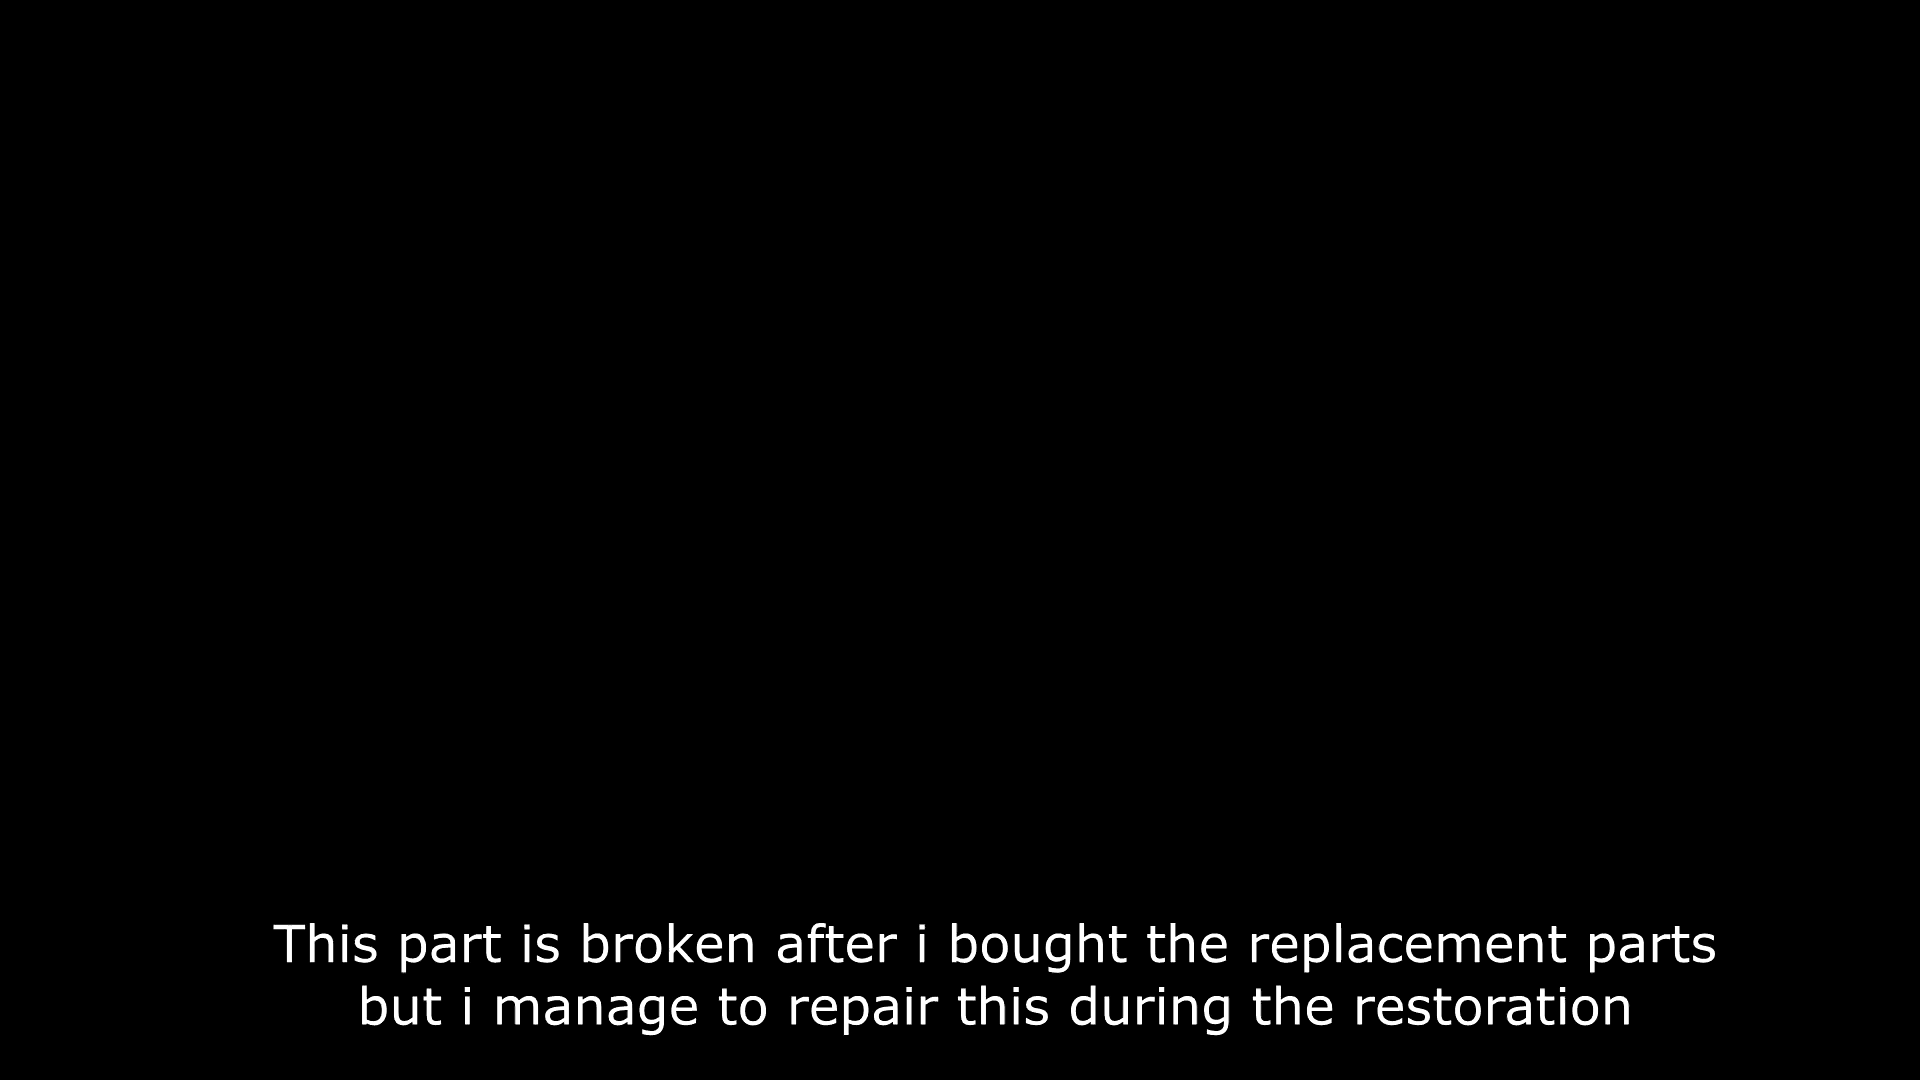 This part is broken after i bought the replacement parts
but i manage to repair this during the restoration